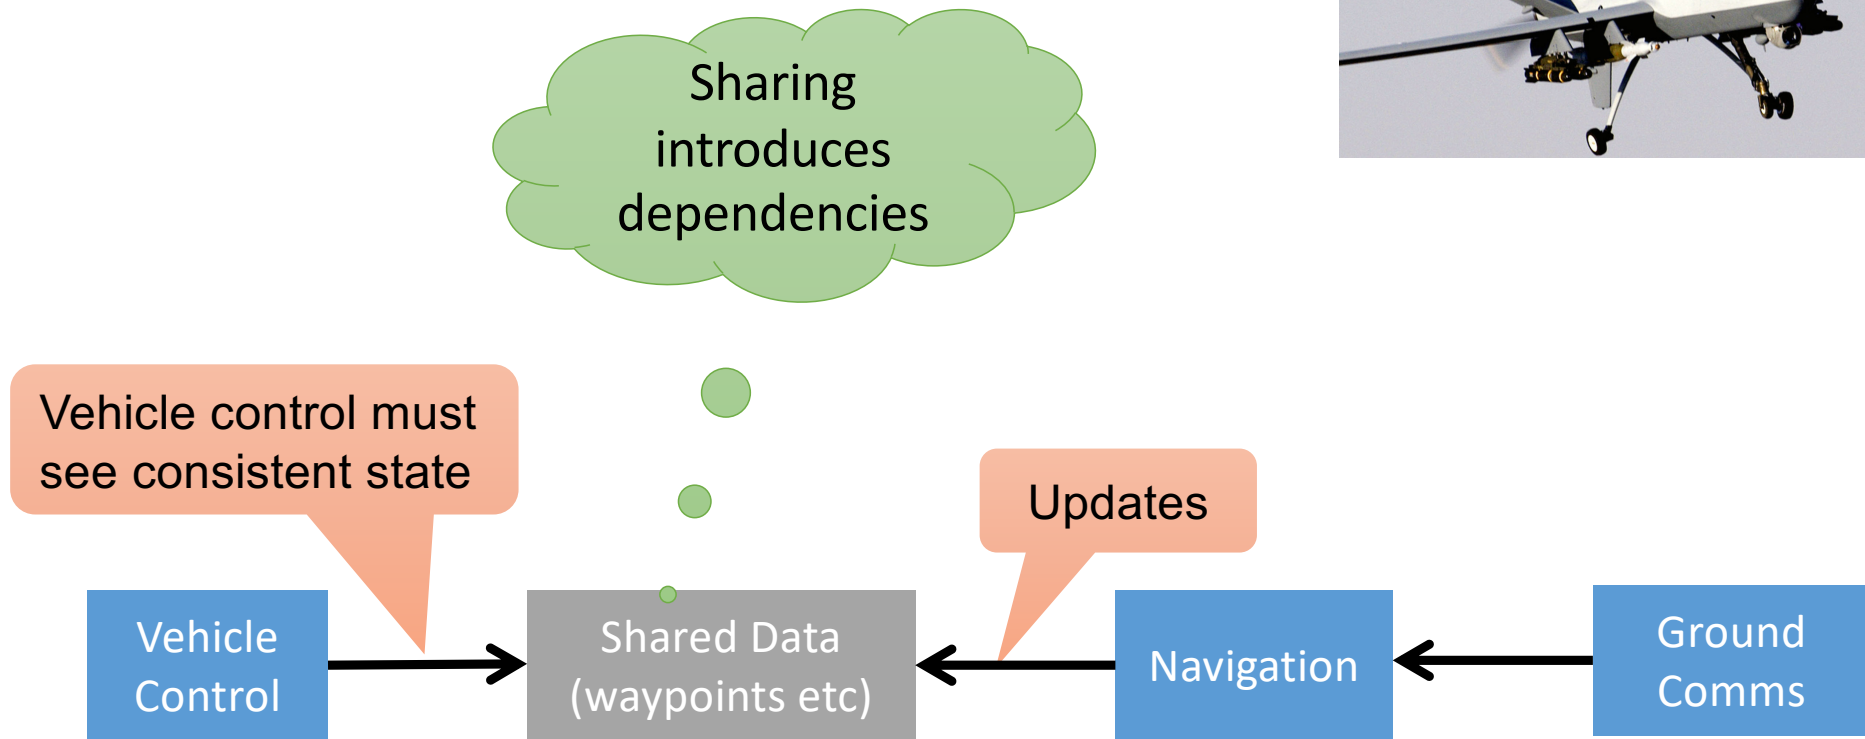 Sharing
introduces
dependencies
Vehicle control must
see consistent state
Updates
Vehicle
Control
Shared Data
(waypoints etc)
Navigation
Ground
Comms